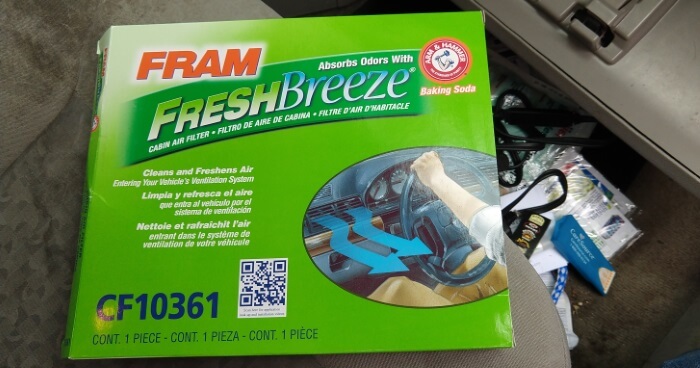 FRAM
Absorbs Odors With
ARM & HAMMER
Baking Soda
FRESHBreeze®
CABIN AIR FILTER • FILTRO DE AIRE DE CABINA • FILTRE D'AIR D'HABITACLE
Cleans and Freshens Air
Entering Your Vehicle's Ventilation System
Limpia y refresca el aire
que entra al vehículo por el
sistema de ventilación
Nettoie et rafraichit l'air
entrant dans le système de
ventilation de votre véhicule
CF10361
CONT. 1 PIECE - CONT. 1 PIEZA - CONT. 1 PIÈCE